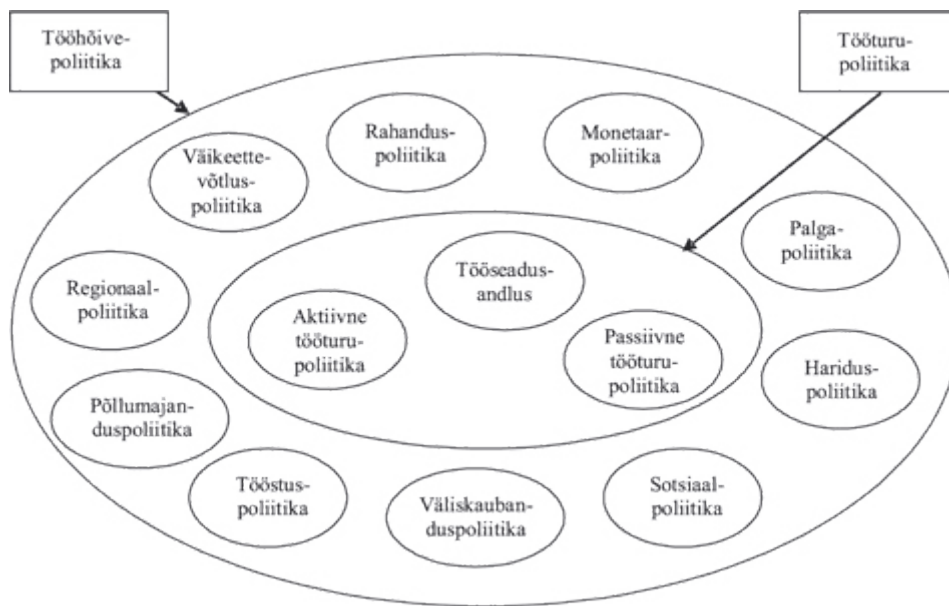 Tööhõive-
poliitika
Tööturu-
poliitika
Rahandus-
poliitika
Monetaar-
poliitika
Väikeette-
võtlus-
poliitika
Palga-
poliitika
Tööseadus-
andlus
Regionaal-
poliitika
Aktiivne
tööturu-
poliitika
Passiivne
tööturu-
poliitika
Haridus-
poliitika
Põllumajan-
duspoliitika
Tööstus-
poliitika
Väliskauban-
duspoliitika
Sotsiaal-
poliitika